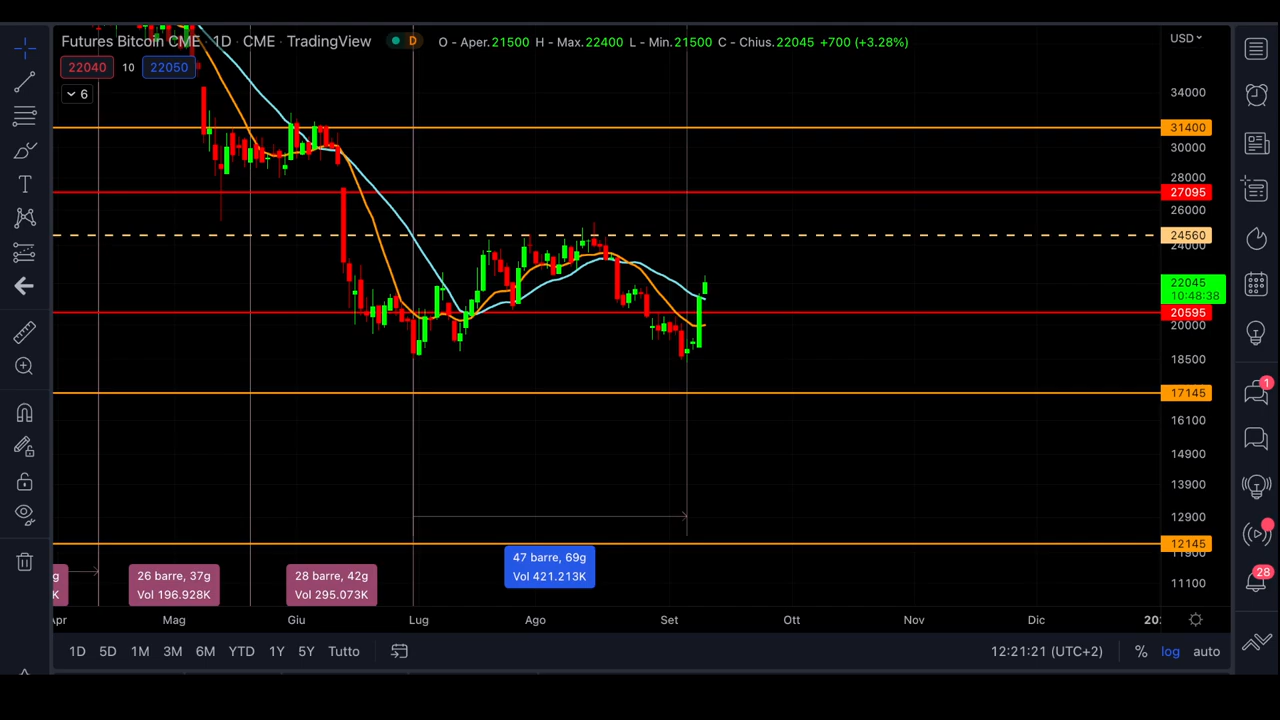 Futures Bitcoin CME · 1D · CME · TradingView
D
O - Aper.21500 H - Max.22400 L - Min.21500 C - Chius.22045 +700 (+3.28%)
USD
22040 10 22050
6
34000
31400
30000
28000
27095
26000
24560
24000
22045
10:48:38
20595
20000
18500
17145
16100
14900
13900
12900
12145
11900
11100
1
28
47 barre, 69g
Vol 421.213K
g
K
26 barre, 37g
Vol 196.928K
28 barre, 42g
Vol 295.073K
Apr Mag Giu Lug Ago Set Ott Nov Dic 20
1D 5D 1M 3M 6M YTD 1Y 5Y Tutto
12:21:21 (UTC+2) % log auto